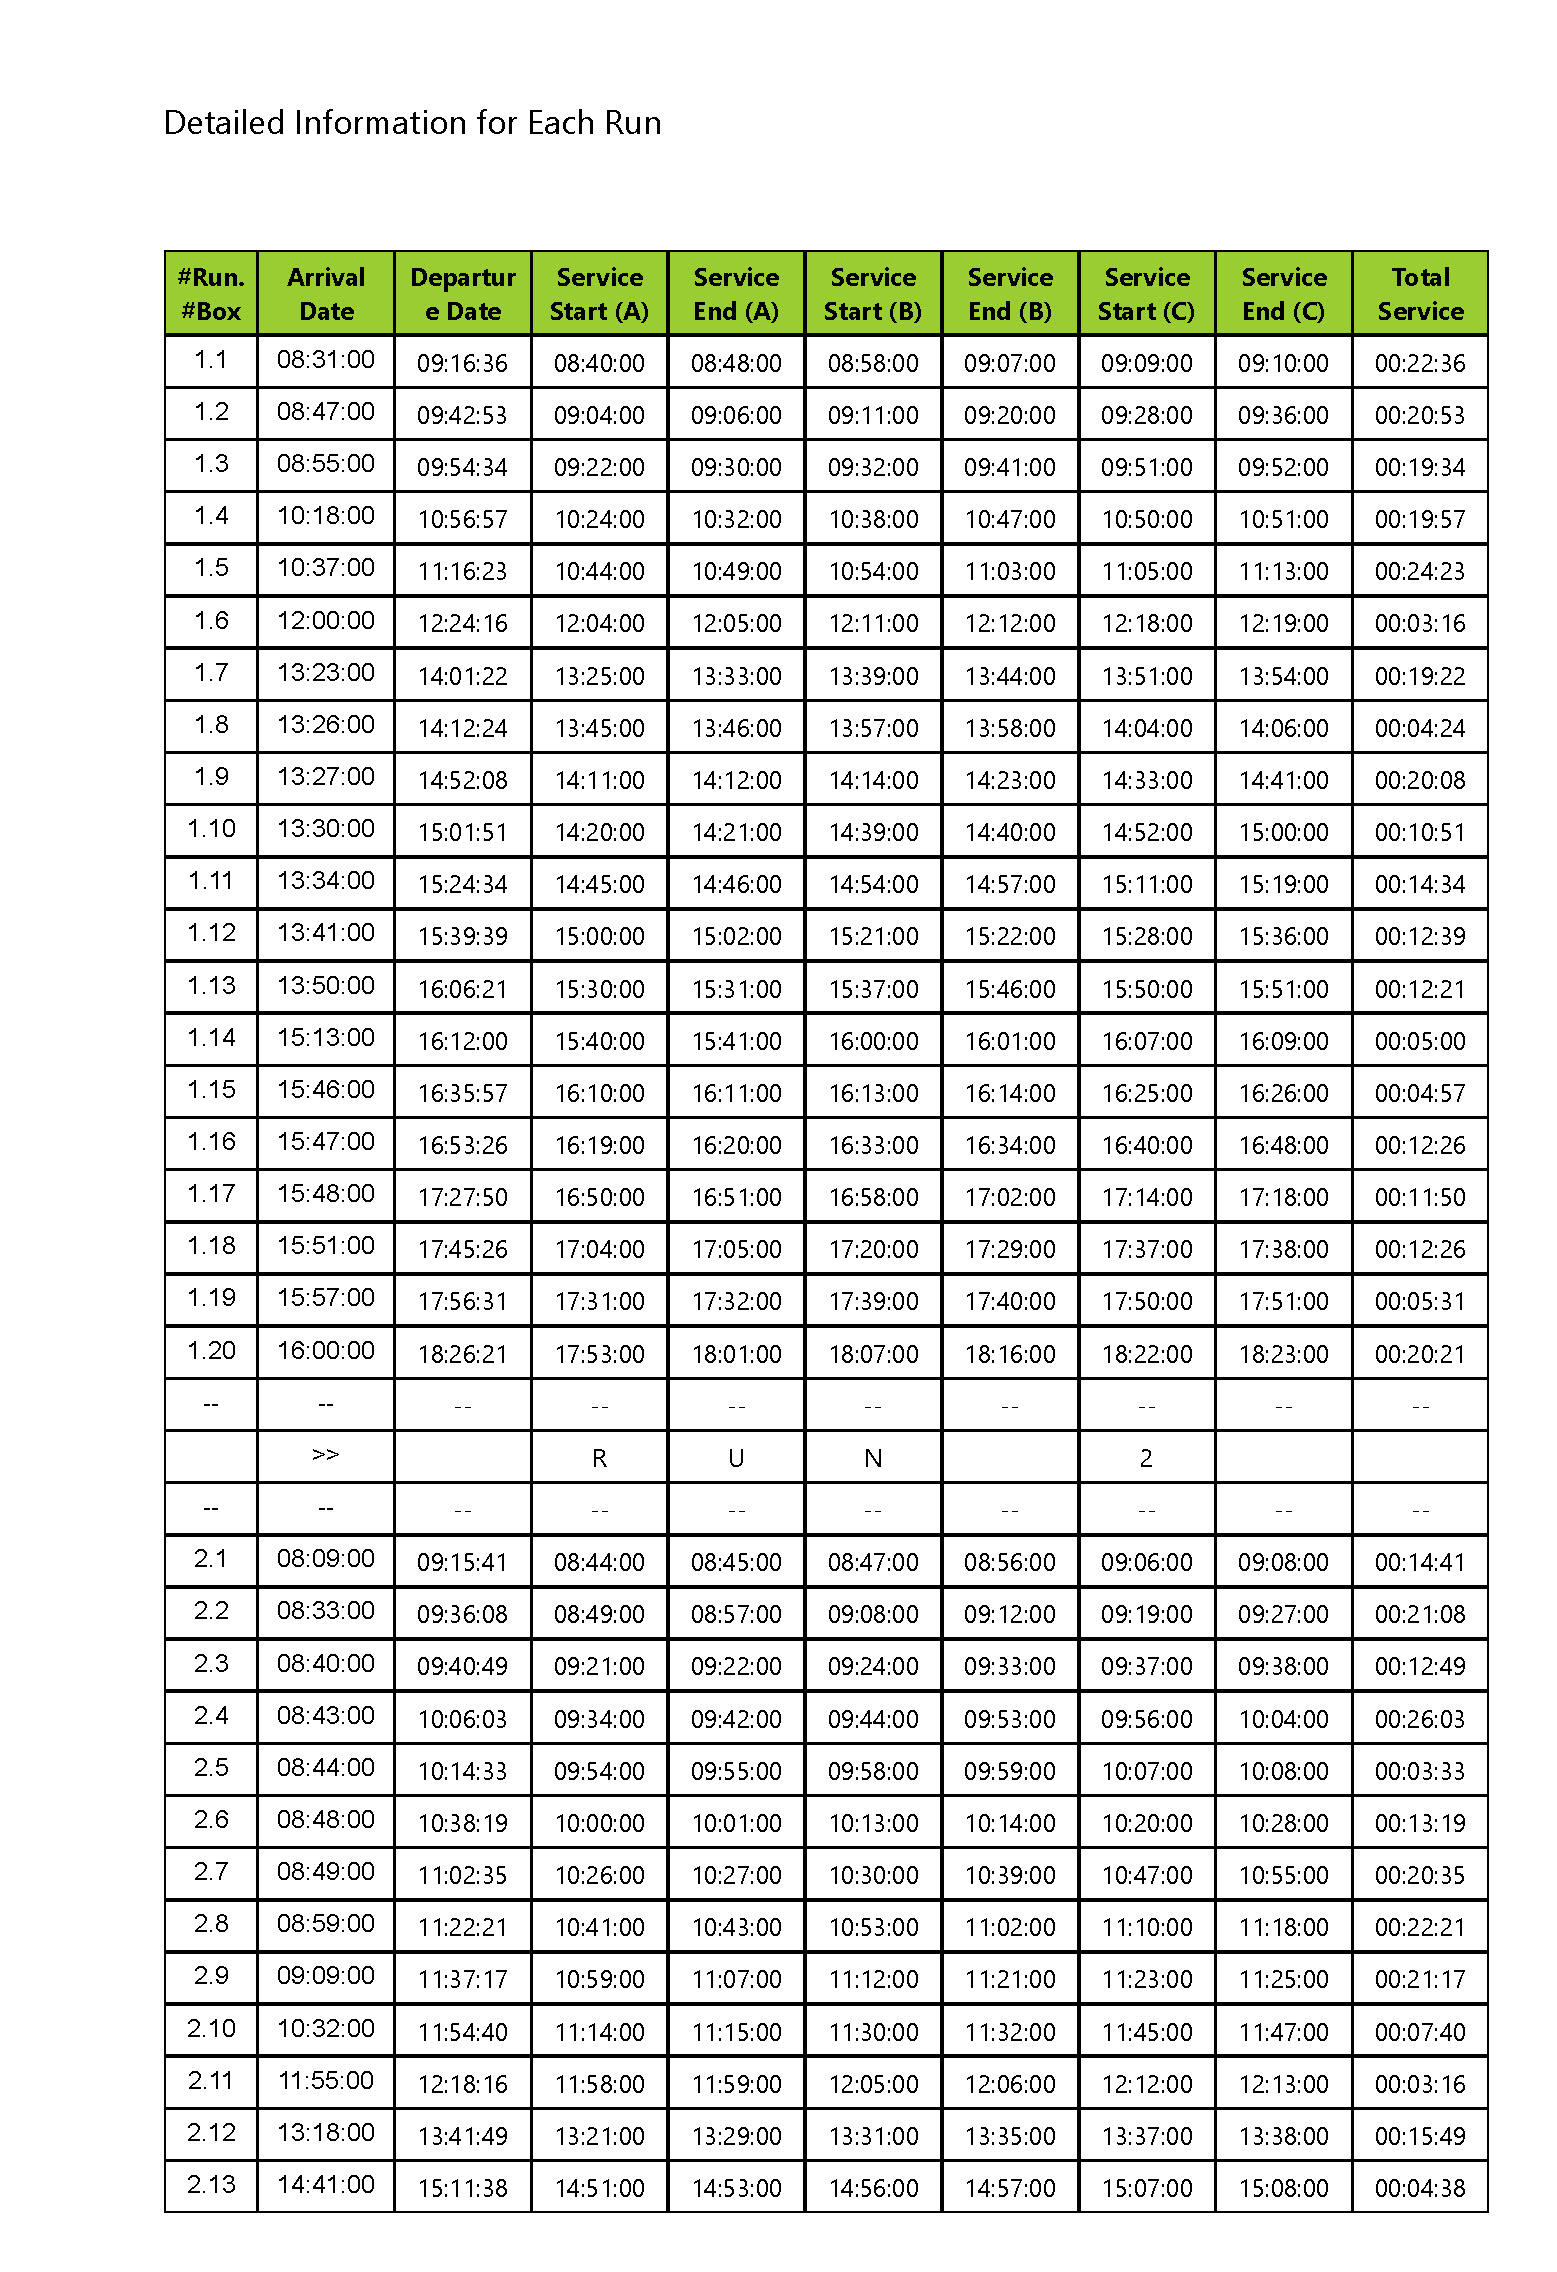 Detailed Information for Each Run
#Run. #Box Arrival Date Departur e Date Service Start (A) Service End (A) Service Start (B) Service End (B) Service Start (C) Service End (C) Total Service
1.1 08:31:00 09:16:36 08:40:00 08:48:00 08:58:00 09:07:00 09:09:00 09:10:00 00:22:36
1.2 08:47:00 09:42:53 09:04:00 09:06:00 09:11:00 09:20:00 09:28:00 09:36:00 00:20:53
1.3 08:55:00 09:54:34 09:22:00 09:30:00 09:32:00 09:41:00 09:51:00 09:52:00 00:19:34
1.4 10:18:00 10:56:57 10:24:00 10:32:00 10:38:00 10:47:00 10:50:00 10:51:00 00:19:57
1.5 10:37:00 11:16:23 10:44:00 10:49:00 10:54:00 11:03:00 11:05:00 11:13:00 00:24:23
1.6 12:00:00 12:24:16 12:04:00 12:05:00 12:11:00 12:12:00 12:18:00 12:19:00 00:03:16
1.7 13:23:00 14:01:22 13:25:00 13:33:00 13:39:00 13:44:00 13:51:00 13:54:00 00:19:22
1.8 13:26:00 14:12:24 13:45:00 13:46:00 13:57:00 13:58:00 14:04:00 14:06:00 00:04:24
1.9 13:27:00 14:52:08 14:11:00 14:12:00 14:14:00 14:23:00 14:33:00 14:41:00 00:20:08
1.10 13:30:00 15:01:51 14:20:00 14:21:00 14:39:00 14:40:00 14:52:00 15:00:00 00:10:51
1.11 13:34:00 15:24:34 14:45:00 14:46:00 14:54:00 14:57:00 15:11:00 15:19:00 00:14:34
1.12 13:41:00 15:39:39 15:00:00 15:02:00 15:21:00 15:22:00 15:28:00 15:36:00 00:12:39
1.13 13:50:00 16:06:21 15:30:00 15:31:00 15:37:00 15:46:00 15:50:00 15:51:00 00:12:21
1.14 15:13:00 16:12:00 15:40:00 15:41:00 16:00:00 16:01:00 16:07:00 16:09:00 00:05:00
1.15 15:46:00 16:35:57 16:10:00 16:11:00 16:13:00 16:14:00 16:25:00 16:26:00 00:04:57
1.16 15:47:00 16:53:26 16:19:00 16:20:00 16:33:00 16:34:00 16:40:00 16:48:00 00:12:26
1.17 15:48:00 17:27:50 16:50:00 16:51:00 16:58:00 17:02:00 17:14:00 17:18:00 00:11:50
1.18 15:51:00 17:45:26 17:04:00 17:05:00 17:20:00 17:29:00 17:37:00 17:38:00 00:12:26
1.19 15:57:00 17:56:31 17:31:00 17:32:00 17:39:00 17:40:00 17:50:00 17:51:00 00:05:31
1.20 16:00:00 18:26:21 17:53:00 18:01:00 18:07:00 18:16:00 18:22:00 18:23:00 00:20:21
-- -- -- -- -- -- -- -- -- --
>> R U N 2
-- -- -- -- -- -- -- -- -- --
2.1 08:09:00 09:15:41 08:44:00 08:45:00 08:47:00 08:56:00 09:06:00 09:08:00 00:14:41
2.2 08:33:00 09:36:08 08:49:00 08:57:00 09:08:00 09:12:00 09:19:00 09:27:00 00:21:08
2.3 08:40:00 09:40:49 09:21:00 09:22:00 09:24:00 09:33:00 09:37:00 09:38:00 00:12:49
2.4 08:43:00 10:06:03 09:34:00 09:42:00 09:44:00 09:53:00 09:56:00 10:04:00 00:26:03
2.5 08:44:00 10:14:33 09:54:00 09:55:00 09:58:00 09:59:00 10:07:00 10:08:00 00:03:33
2.6 08:48:00 10:38:19 10:00:00 10:01:00 10:13:00 10:14:00 10:20:00 10:28:00 00:13:19
2.7 08:49:00 11:02:35 10:26:00 10:27:00 10:30:00 10:39:00 10:47:00 10:55:00 00:20:35
2.8 08:59:00 11:22:21 10:41:00 10:43:00 10:53:00 11:02:00 11:10:00 11:18:00 00:22:21
2.9 09:09:00 11:37:17 10:59:00 11:07:00 11:12:00 11:21:00 11:23:00 11:25:00 00:21:17
2.10 10:32:00 11:54:40 11:14:00 11:15:00 11:30:00 11:32:00 11:45:00 11:47:00 00:07:40
2.11 11:55:00 12:18:16 11:58:00 11:59:00 12:05:00 12:06:00 12:12:00 12:13:00 00:03:16
2.12 13:18:00 13:41:49 13:21:00 13:29:00 13:31:00 13:35:00 13:37:00 13:38:00 00:15:49
2.13 14:41:00 15:11:38 14:51:00 14:53:00 14:56:00 14:57:00 15:07:00 15:08:00 00:04:38